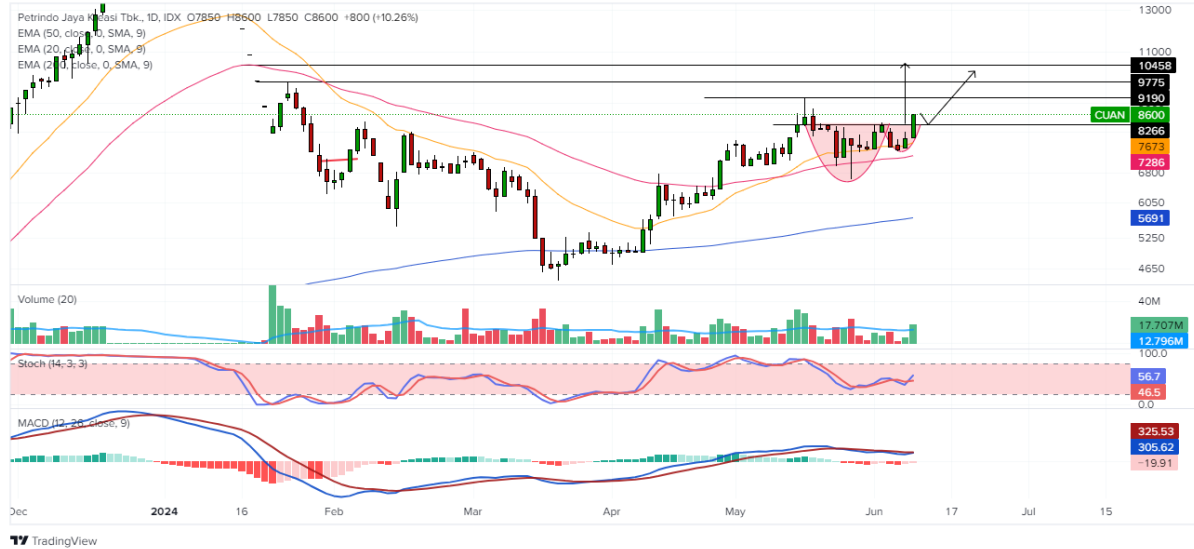 Petrindo Jaya Kreasi Tbk., 1D, IDX O7850 H8600 L7850 C8600 +800 (+10.26%)
EMA (50, close, 0, SMA, 9)
EMA (20, close, 0, SMA, 9)
EMA (200, close, 0, SMA, 9)
13000
11000
10458
9775
9190
CUAN 8600
8266
7673
7286
6800
6050
5691
5250
4650
Volume (20)
40M
17.707M
12.796M
Stoch (14, 3, 3)
100.0
56.7
46.5
0.0
MACD (12, 26, close, 9)
325.53
305.62
−19.91
Dec 2024 16 Feb Mar Apr May Jun 17 Jul 15
TradingView